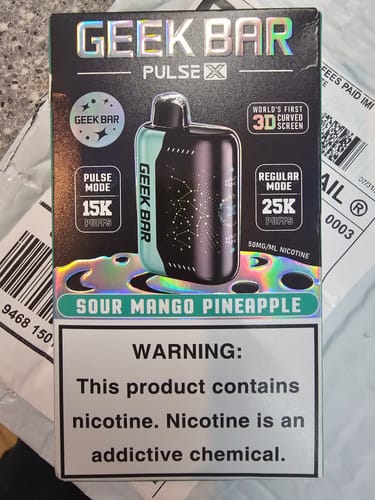 GEEK BAR
PULSE X
GEEK BAR
WORLD'S FIRST
3D CURVED
SCREEN
PULSE
MODE
15K
PUFFS
GEEK BAR
REGULAR
MODE
25K
PUFFS
50MG/ML NICOTINE
SOUR MANGO PINEAPPLE
WARNING:
This product contains
nicotine. Nicotine is an
addictive chemical.
FEES PAID IMI
AIL ®
0003
9468 150